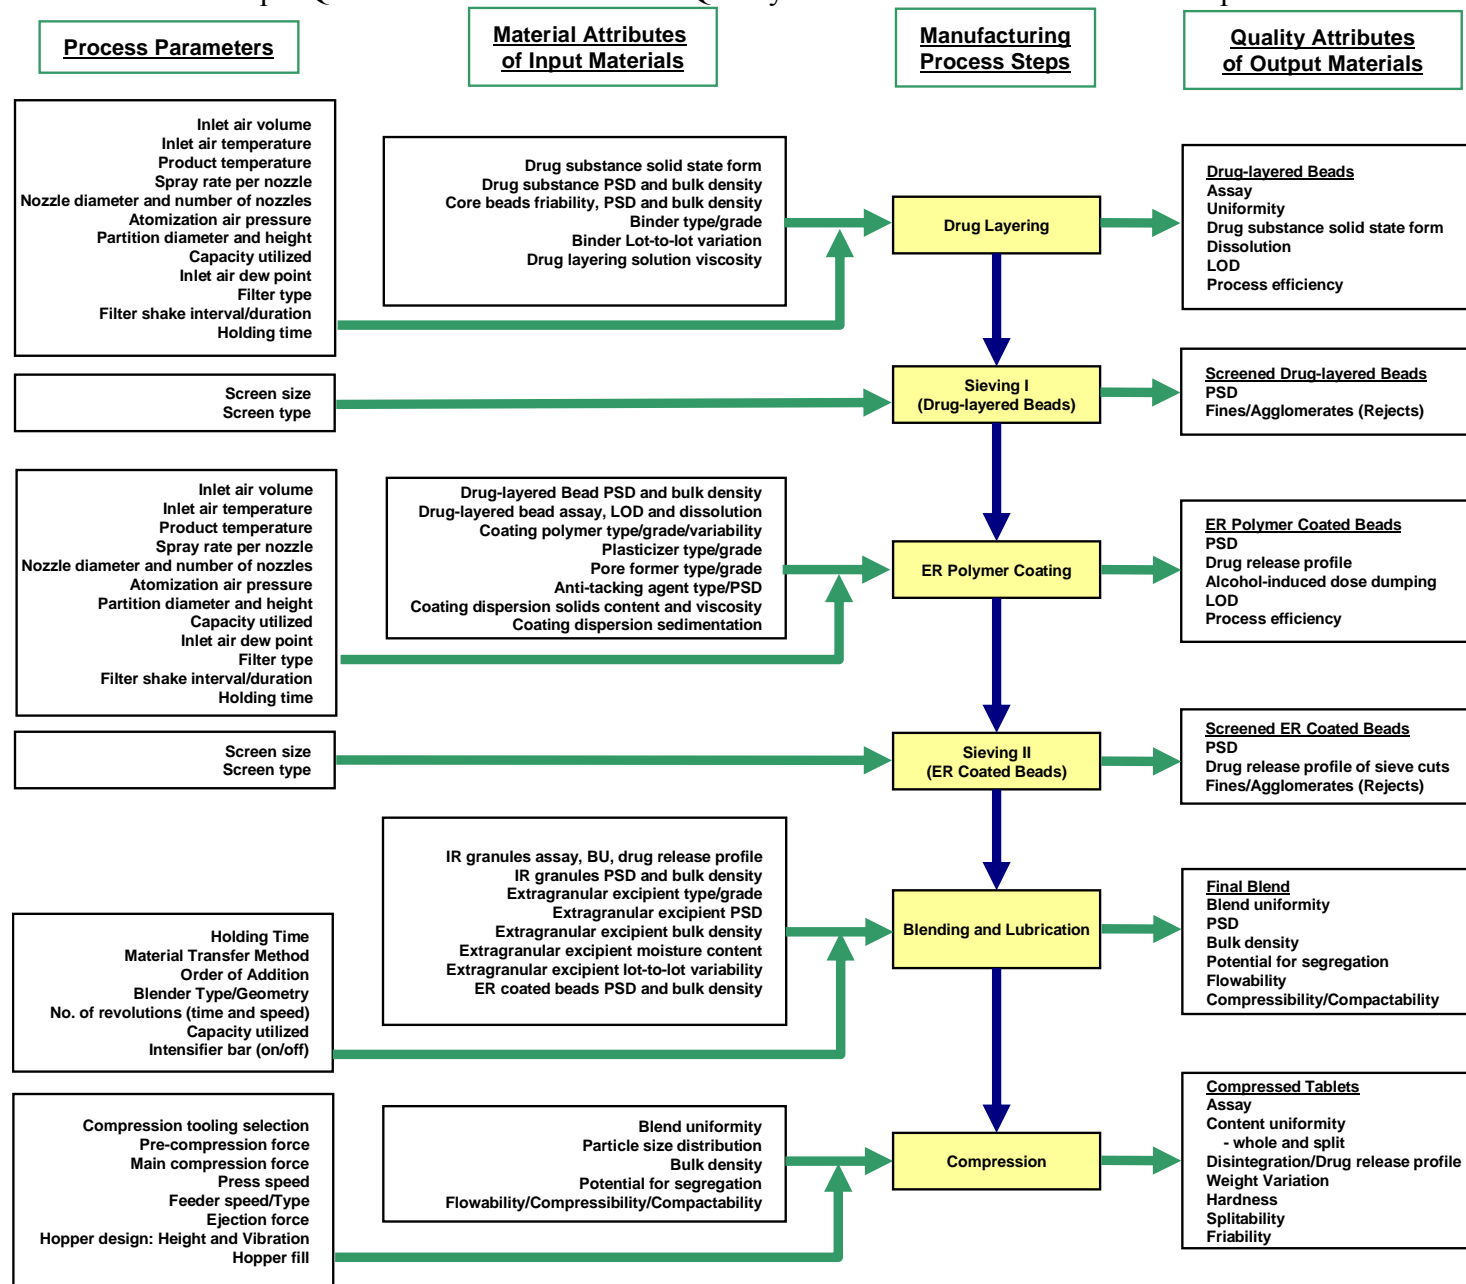 Process Parameters
Material Attributes
of Input Materials
Manufacturing
Process Steps
Quality Attributes
of Output Materials
Inlet air volume
Inlet air temperature
Product temperature
Spray rate per nozzle
Nozzle diameter and number of nozzles
Atomization air pressure
Partition diameter and height
Capacity utilized
Inlet air dew point
Filter type
Filter shake interval/duration
Holding time
Drug substance solid state form
Drug substance PSD and bulk density
Core beads friability, PSD and bulk density
Binder type/grade
Binder Lot-to-lot variation
Drug layering solution viscosity
Drug Layering
Drug-layered Beads
Assay
Uniformity
Drug substance solid state form
Dissolution
LOD
Process efficiency
Screen size
Screen type
Sieving I
(Drug-layered Beads)
Screened Drug-layered Beads
PSD
Fines/Agglomerates (Rejects)
Inlet air volume
Inlet air temperature
Product temperature
Spray rate per nozzle
Nozzle diameter and number of nozzles
Atomization air pressure
Partition diameter and height
Capacity utilized
Inlet air dew point
Filter type
Filter shake interval/duration
Holding time
Drug-layered Bead PSD and bulk density
Drug-layered bead assay, LOD and dissolution
Coating polymer type/grade/variability
Plasticizer type/grade
Pore former type/grade
Anti-tacking agent type/PSD
Coating dispersion solids content and viscosity
Coating dispersion sedimentation
ER Polymer Coating
ER Polymer Coated Beads
PSD
Drug release profile
Alcohol-induced dose dumping
LOD
Process efficiency
Screen size
Screen type
Sieving II
(ER Coated Beads)
Screened ER Coated Beads
PSD
Drug release profile of sieve cuts
Fines/Agglomerates (Rejects)
Holding Time
Material Transfer Method
Order of Addition
Blender Type/Geometry
No. of revolutions (time and speed)
Capacity utilized
Intensifier bar (on/off)
IR granules assay, BU, drug release profile
IR granules PSD and bulk density
Extragranular excipient type/grade
Extragranular excipient PSD
Extragranular excipient bulk density
Extragranular excipient moisture content
Extragranular excipient lot-to-lot variability
ER coated beads PSD and bulk density
Blending and Lubrication
Final Blend
Blend uniformity
PSD
Bulk density
Potential for segregation
Flowability
Compressibility/Compactability
Compression tooling selection
Pre-compression force
Main compression force
Press speed
Feeder speed/Type
Ejection force
Hopper design: Height and Vibration
Hopper fill
Blend uniformity
Particle size distribution
Bulk density
Potential for segregation
Flowability/Compressibility/Compactability
Compression
Compressed Tablets
Assay
Content uniformity
- whole and split
Disintegration/Drug release profile
Weight Variation
Hardness
Splitability
Friability